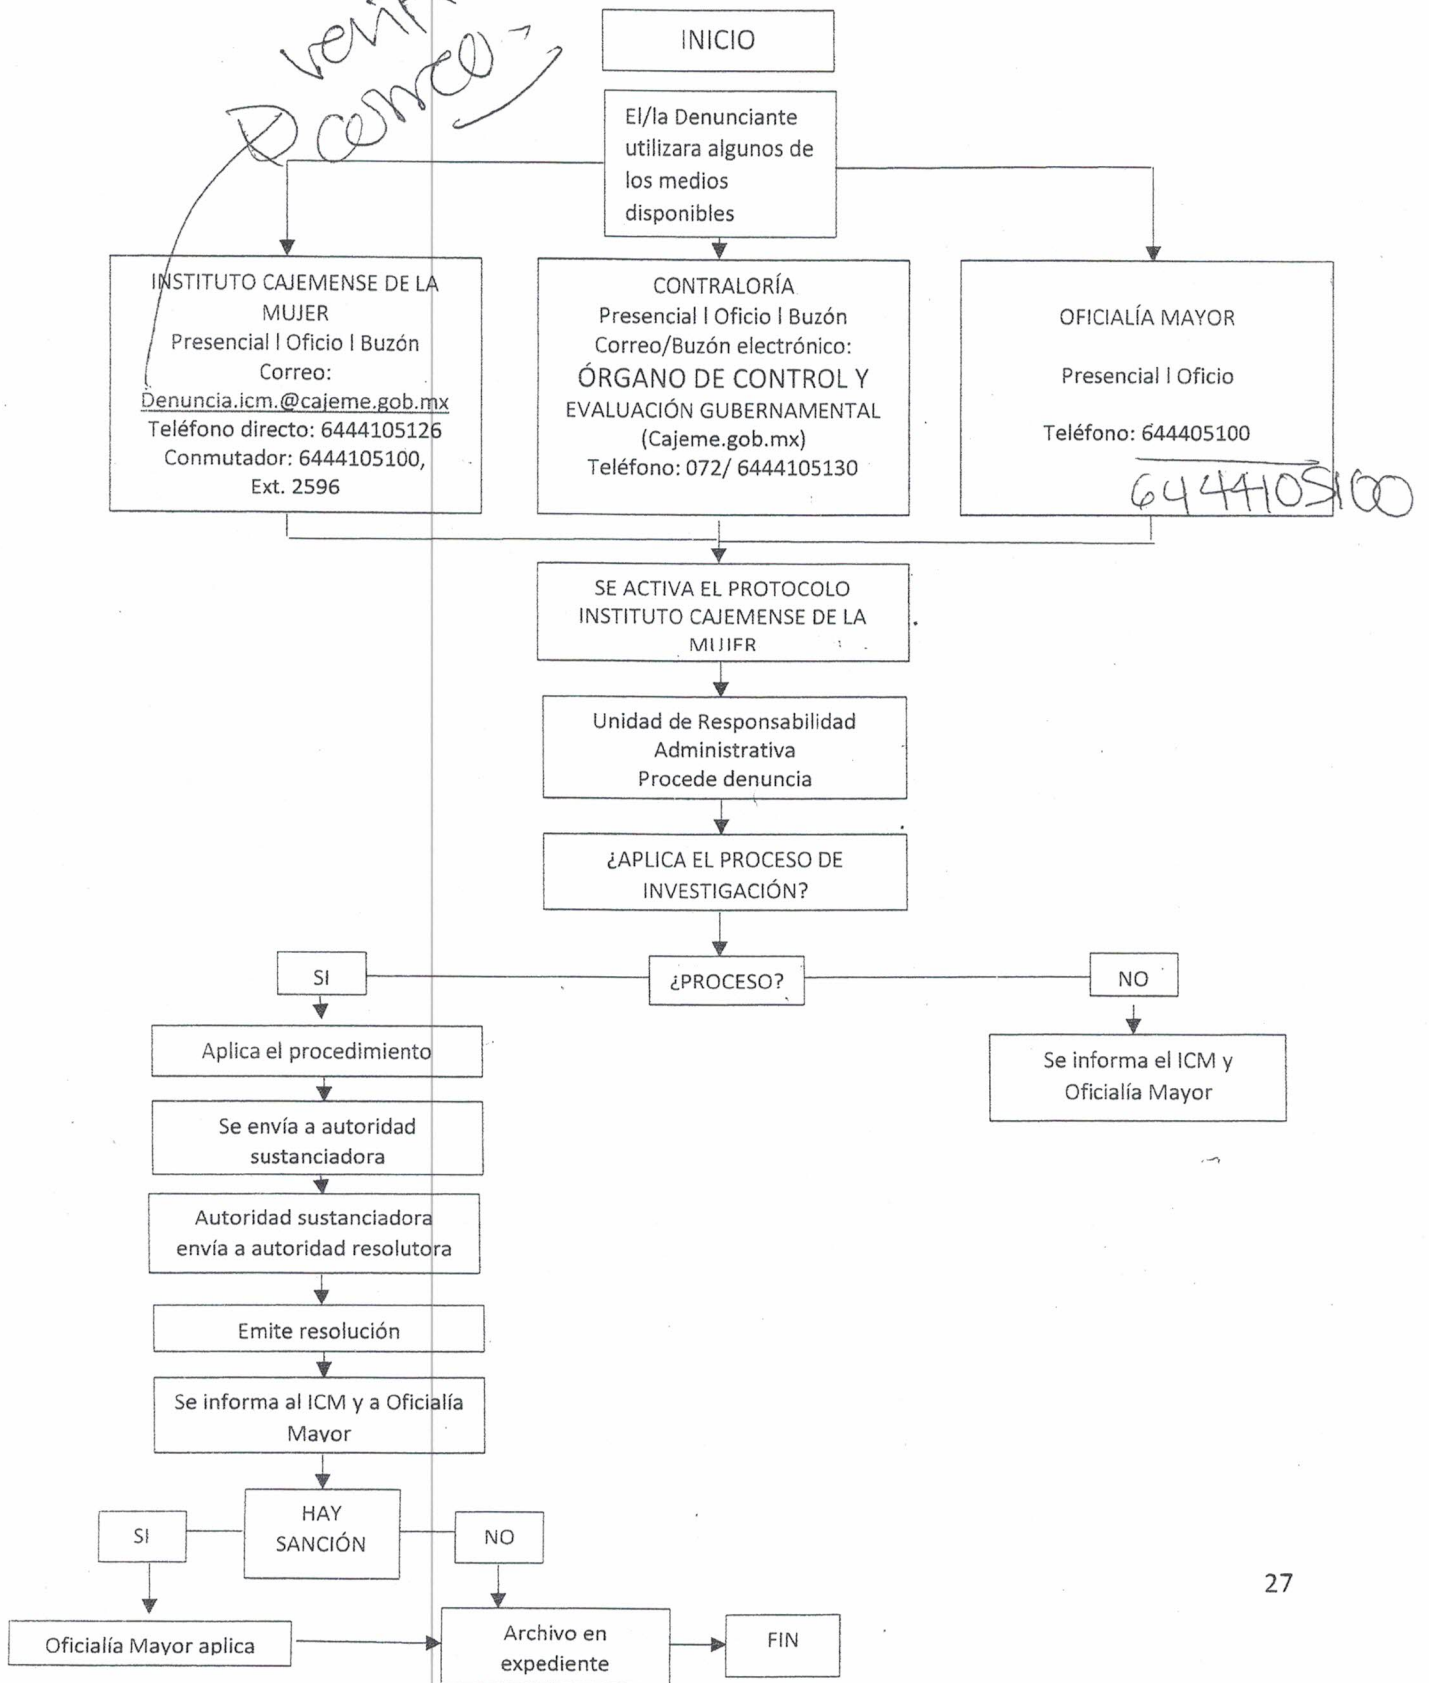 INICIO
El/la Denunciante
utilizara algunos de
los medios
disponibles
INSTITUTO CAJEMENSE DE LA
MUJER
Presencial l Oficio l Buzón
Correo:
Denuncia.icm.@cajeme.gob.mx
Teléfono directo: 6444105126
Conmutador: 6444105100,
Ext. 2596
CONTRALORÍA
Presencial l Oficio l Buzón
Correo/Buzón electrónico:
ÓRGANO DE CONTROL Y
EVALUACIÓN GUBERNAMENTAL
(Cajeme.gob.mx)
Teléfono: 072/ 6444105130
OFICIALÍA MAYOR
Presencial l Oficio
Teléfono: 644405100
6444105100
SE ACTIVA EL PROTOCOLO
INSTITUTO CAJEMENSE DE LA
MUJER
Unidad de Responsabilidad
Administrativa
Procede denuncia
¿APLICA EL PROCESO DE
INVESTIGACIÓN?
SI
¿PROCESO?
NO
Aplica el procedimiento
Se informa el ICM y
Oficialía Mayor
Se envía a autoridad
sustanciadora
Autoridad sustanciadora
envía a autoridad resolutora
Emite resolución
Se informa al ICM y a Oficialía
Mayor
SI
HAY
SANCIÓN
NO
Oficialía Mayor aplica
Archivo en
expediente
FIN
27